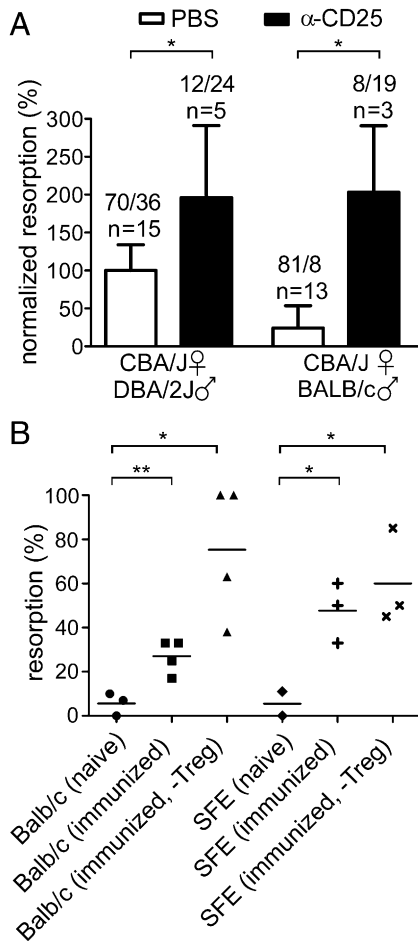 A
PBS
α-CD25
*
*
12/24
n=5
8/19
n=3
70/36
n=15
81/8
n=13
normalized resorption (%)
300
250
200
150
100
50
0
CBA/J♀
DBA/2J♂
CBA/J ♀
BALB/c♂
B
*
**
*
*
resorption (%)
100
80
60
40
20
0
Balb/c (naive)
Balb/c (immunized)
Balb/c (immunized, -Treg)
SFE (naive)
SFE (immunized)
SFE (immunized, -Treg)